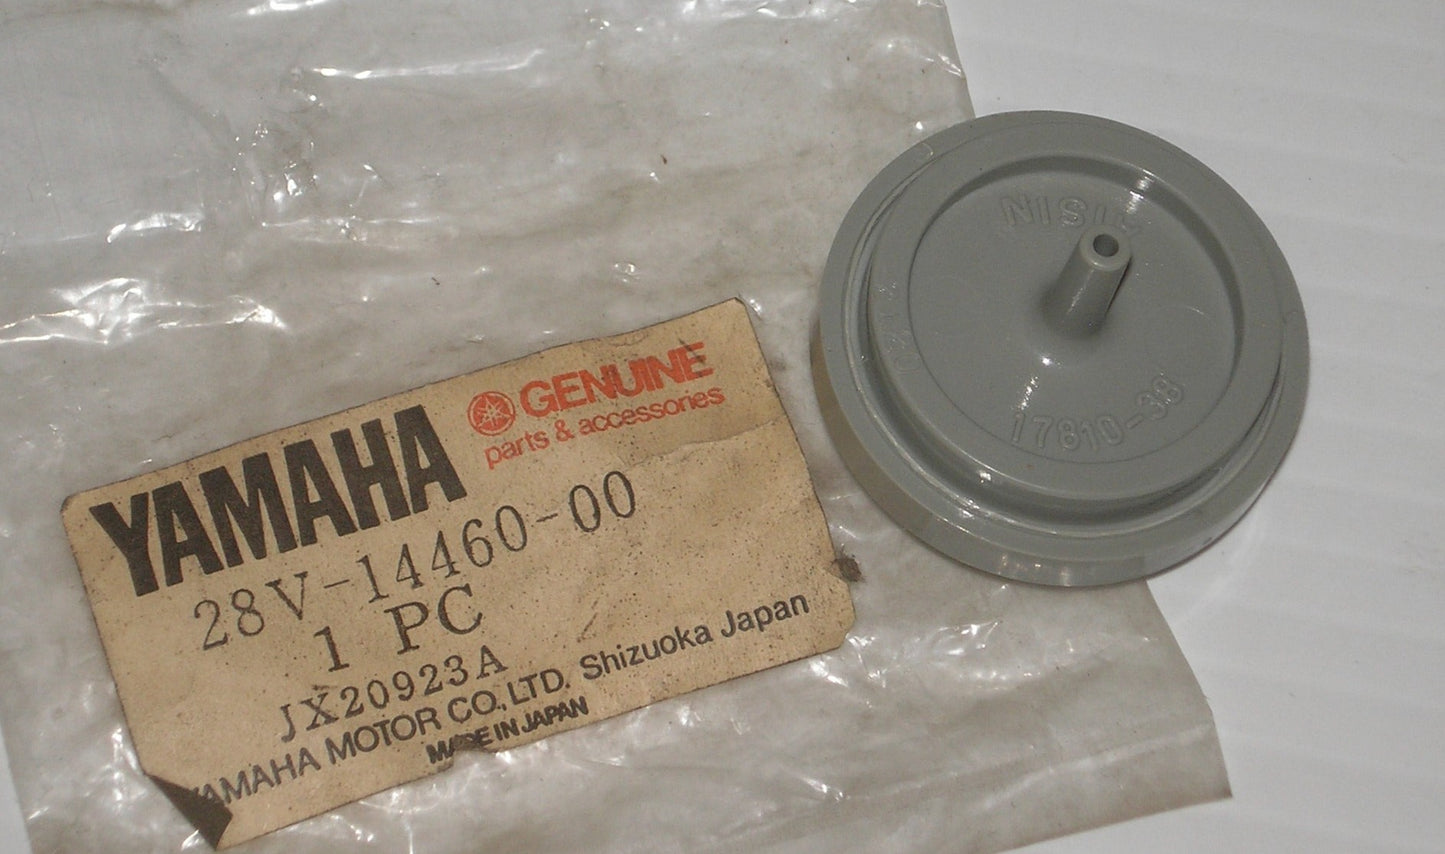 YAMAHA
GENUINE
parts & accessories
28V-14460-00
1 PC
JX20923A
YAMAHA MOTOR CO., LTD. Shizuoka Japan
MADE IN JAPAN
17810-38